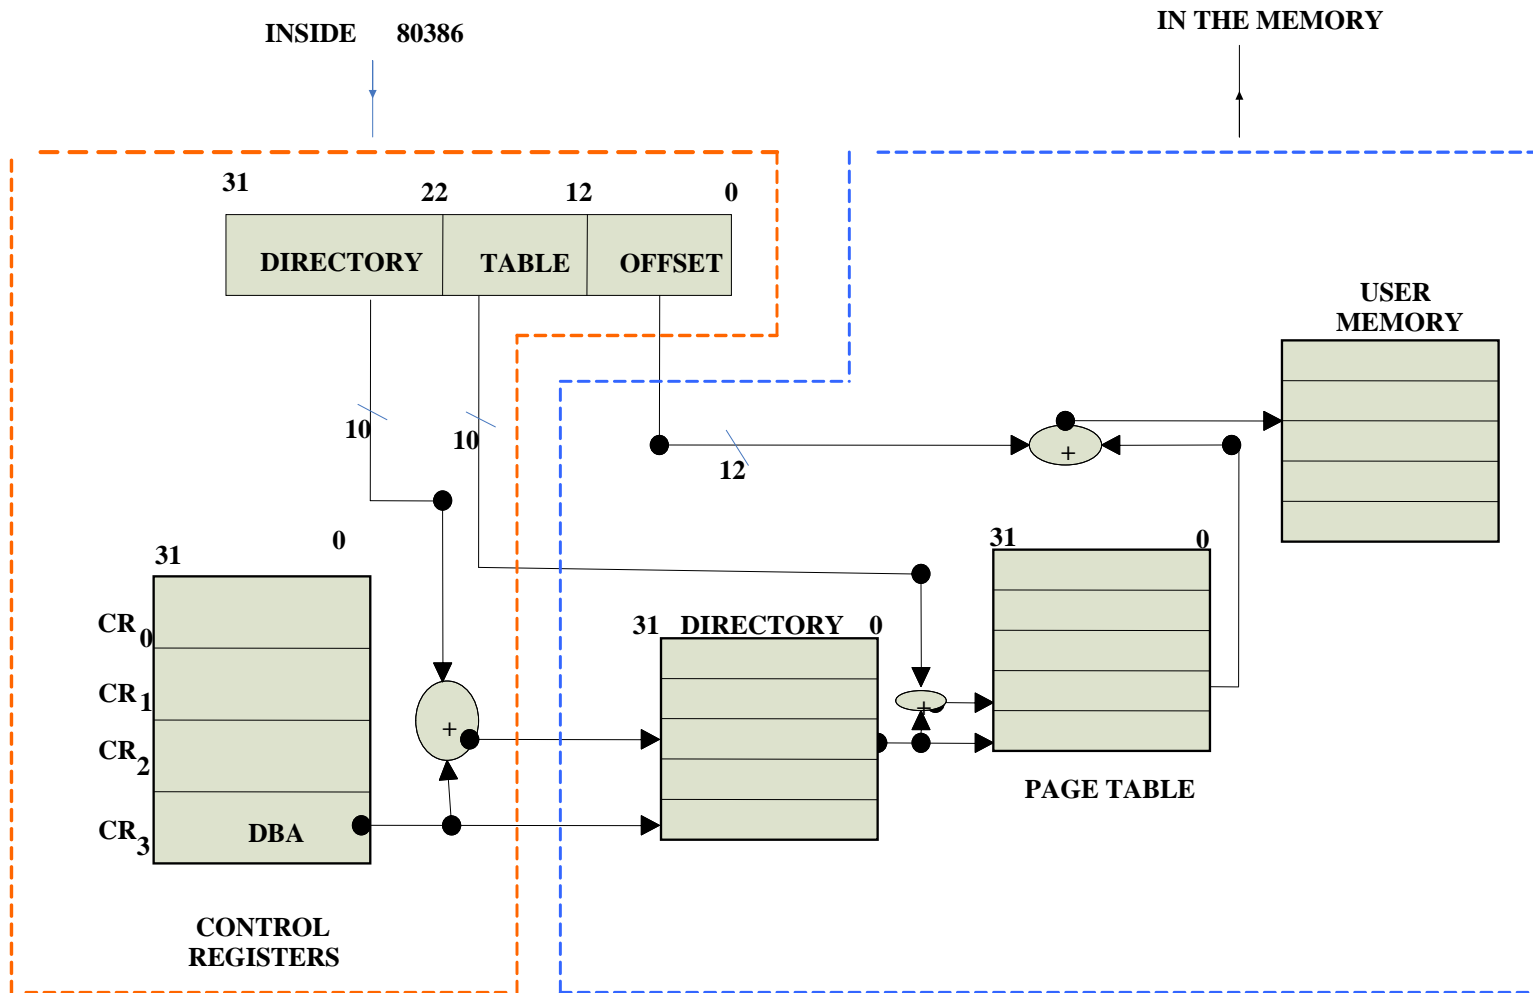 INSIDE 80386
IN THE MEMORY
31
22
12
0
DIRECTORY
TABLE
OFFSET
USER
MEMORY
10
10
12
+
31
0
31
0
CR0
CR1
CR2
CR3
DBA
+
31
DIRECTORY
0
+
PAGE TABLE
CONTROL
REGISTERS